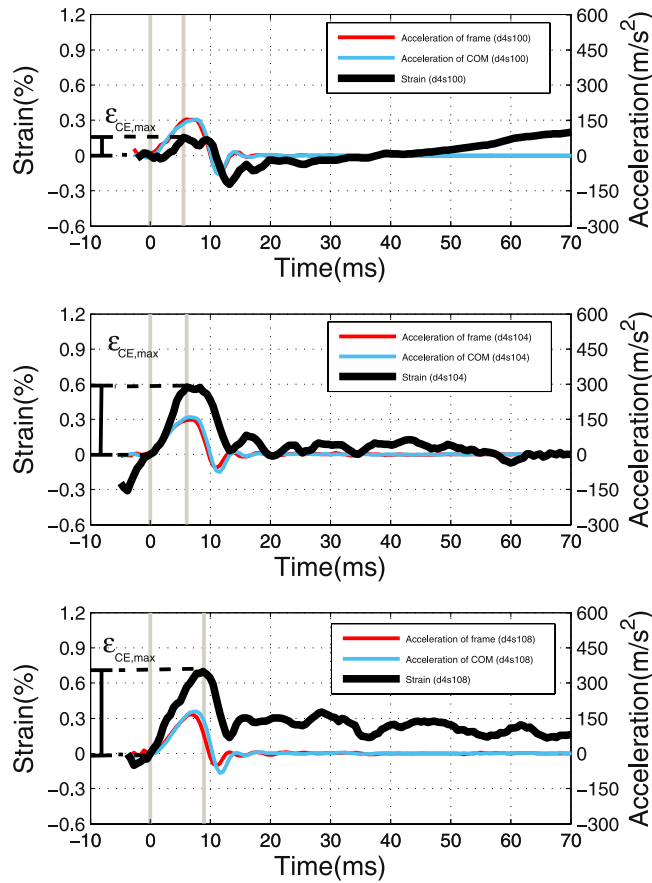 1.2
0.9
0.6
0.3
0
−0.3
−0.6
Strain(%)
ε CE,max
Acceleration of frame (d4s100)
Acceleration of COM (d4s100)
Strain (d4s100)
600
450
300
150
0
−150
−300
Acceleration(m/s²)
−10 0 10 20 30 40 50 60 70
Time(ms)
1.2
0.9
0.6
0.3
0
−0.3
−0.6
Strain(%)
ε CE,max
Acceleration of frame (d4s104)
Acceleration of COM (d4s104)
Strain (d4s104)
600
450
300
150
0
−150
−300
Acceleration(m/s²)
−10 0 10 20 30 40 50 60 70
Time(ms)
1.2
0.9
0.6
0.3
0
−0.3
−0.6
Strain(%)
ε CE,max
Acceleration of frame (d4s108)
Acceleration of COM (d4s108)
Strain (d4s108)
600
450
300
150
0
−150
−300
Acceleration(m/s²)
−10 0 10 20 30 40 50 60 70
Time(ms)